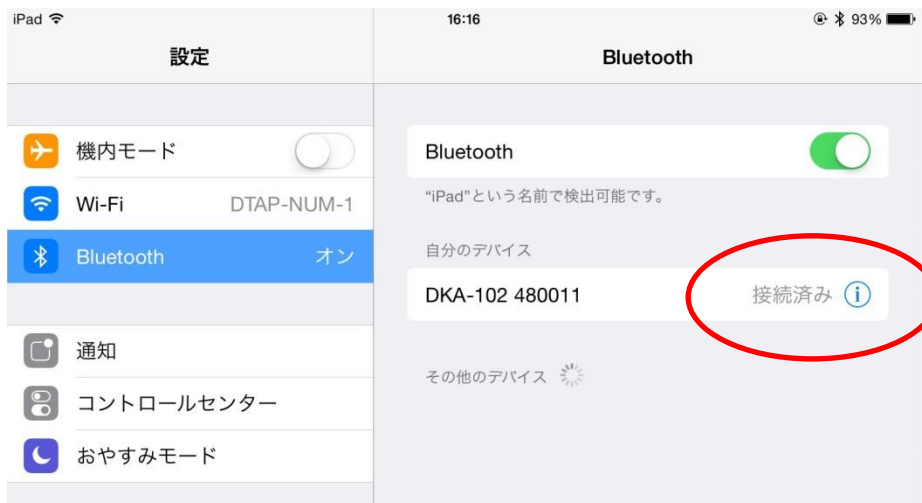 iPad 16:16 93%
設定
Bluetooth
機内モード
Wi-Fi DTAP-NUM-1
Bluetooth オン
通知
コントロールセンター
おやすみモード
Bluetooth
“iPad”という名前で検出可能です。
自分のデバイス
DKA-102 480011 接続済み
その他のデバイス